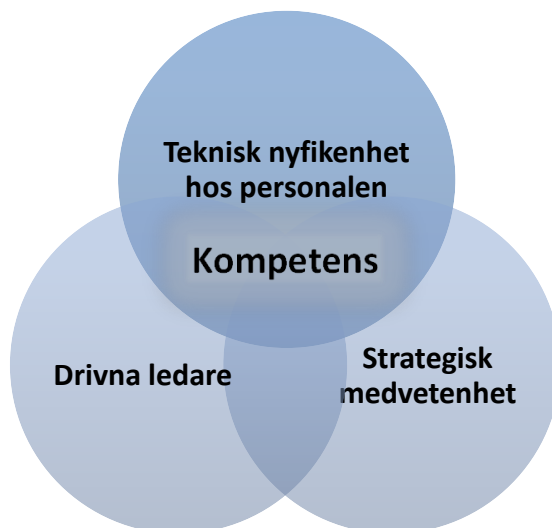 Teknisk nyfikenhet
hos personalen
Kompetens
Drivna ledare
Strategisk
medvetenhet